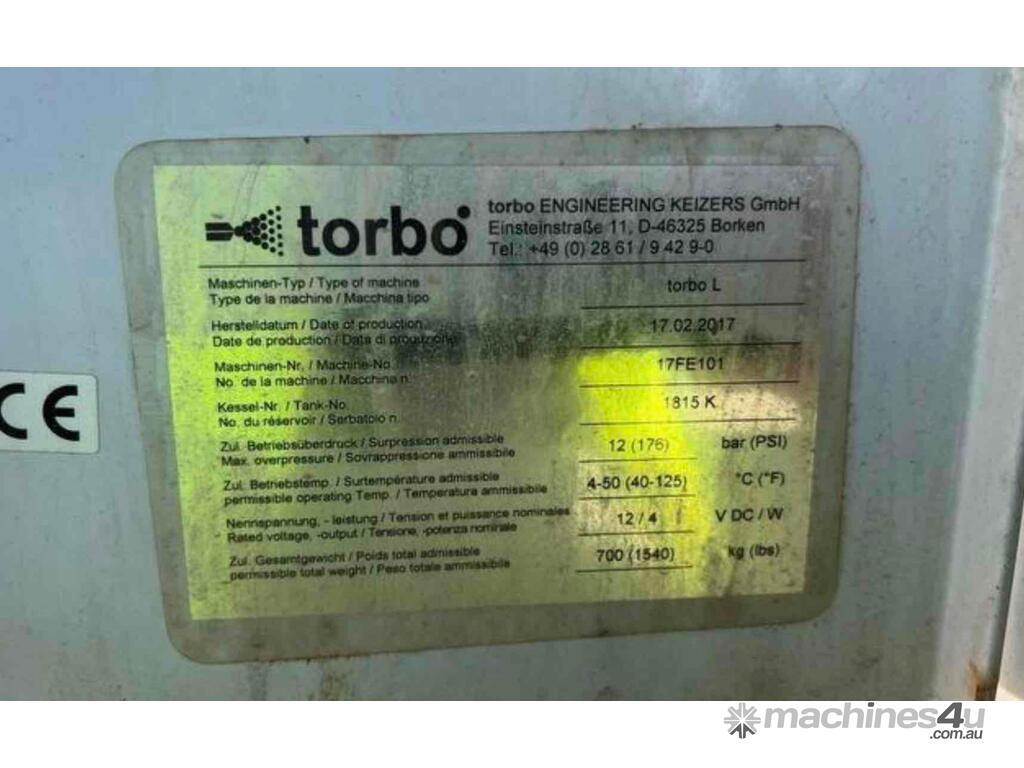 torbo
torbo ENGINEERING KEIZERS GmbH
Einsteinstraße 11, D-46325 Borken
Tel.: +49 (0) 28 61 / 9 42 9-0
Maschinen-Typ / Type of machine
Type de la machine / Macchina tipo
torbo L
Herstelldatum / Date of production
Date de production / Data di produzione
17.02.2017
Maschinen-Nr. / Machine-No.
No. de la machine / Macchina n.
17FE101
Kessel-Nr. / Tank-No.
No. du réservoir / Serbatoio n.
1815 K
Zul. Betriebsüberdruck / Surpression admissible
Max. overpressure / Sovrappressione ammissibile
12 (176) bar (PSI)
Zul. Betriebstemp. / Surtempérature admissible
permissible operating Temp. / Temperatura ammissibile
4-50 (40-125) °C (°F)
Nennspannung, - leistung / Tension et puissance nominales
Rated voltage, -output / Tensione, -potenza nominale
12 / 4 V DC / W
Zul. Gesamtgewicht / Poids total admissible
permissible total weight / Peso totale ammissibile
700 (1540) kg (lbs)
CE
machines4u
.com.au